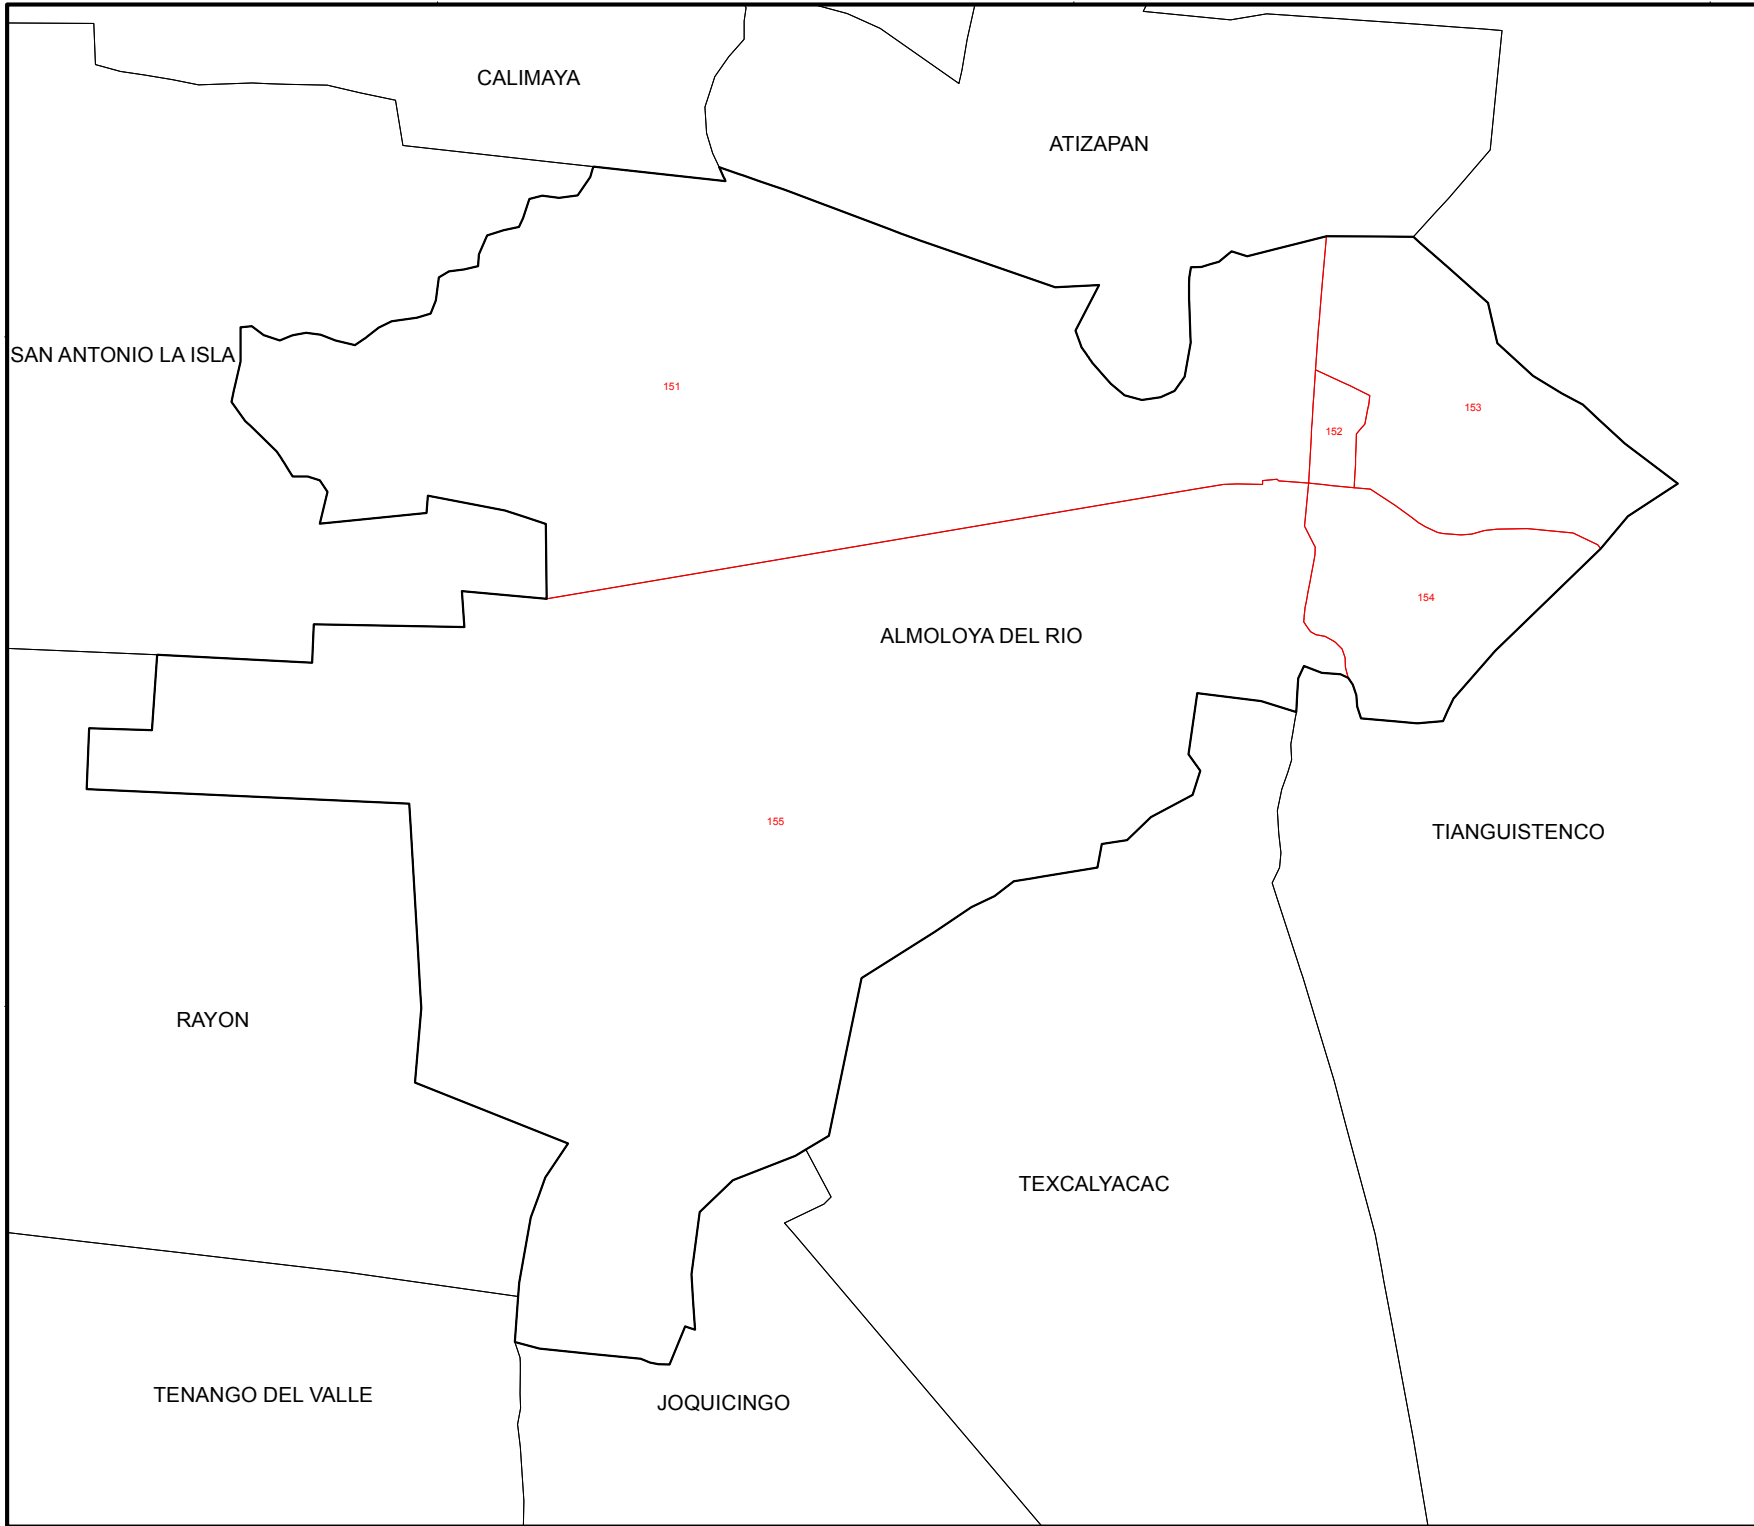 CALIMAYA
ATIZAPAN
SAN ANTONIO LA ISLA
151
153
152
154
ALMOLOYA DEL RIO
155
TIANGUISTENCO
RAYON
TEXCALYACAC
TENANGO DEL VALLE
JOQUICINGO